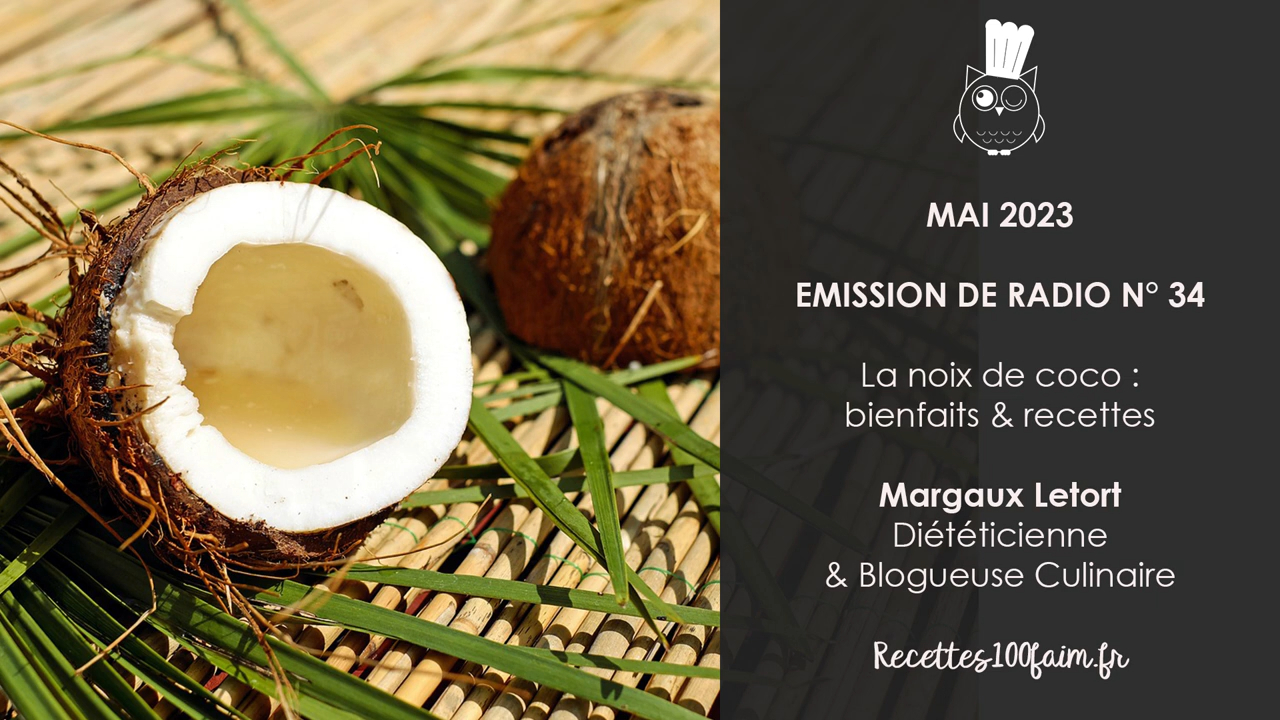 MAI 2023
EMISSION DE RADIO N° 34
La noix de coco :
bienfaits & recettes
Margaux Letort
Diététicienne
& Blogueuse Culinaire
Recettes100faim.fr